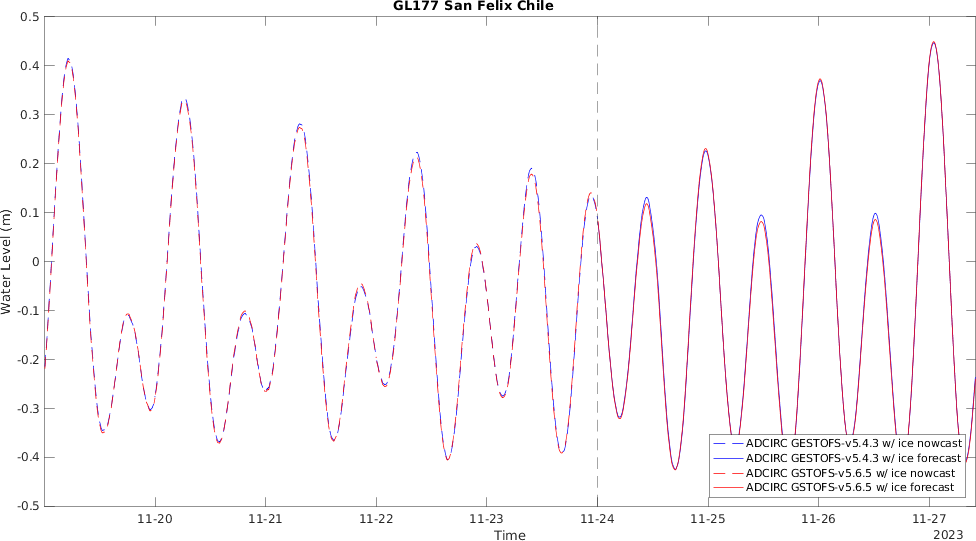 GL177 San Felix Chile
0.5
0.4
0.3
0.2
0.1
0
-0.1
-0.2
-0.3
-0.4
-0.5
Water Level (m)
11-20 11-21 11-22 11-23 11-24 11-25 11-26 11-27
Time
2023
ADCIRC GESTOFS-v5.4.3 w/ ice nowcast
ADCIRC GESTOFS-v5.4.3 w/ ice forecast
ADCIRC GSTOFS-v5.6.5 w/ ice nowcast
ADCIRC GSTOFS-v5.6.5 w/ ice forecast